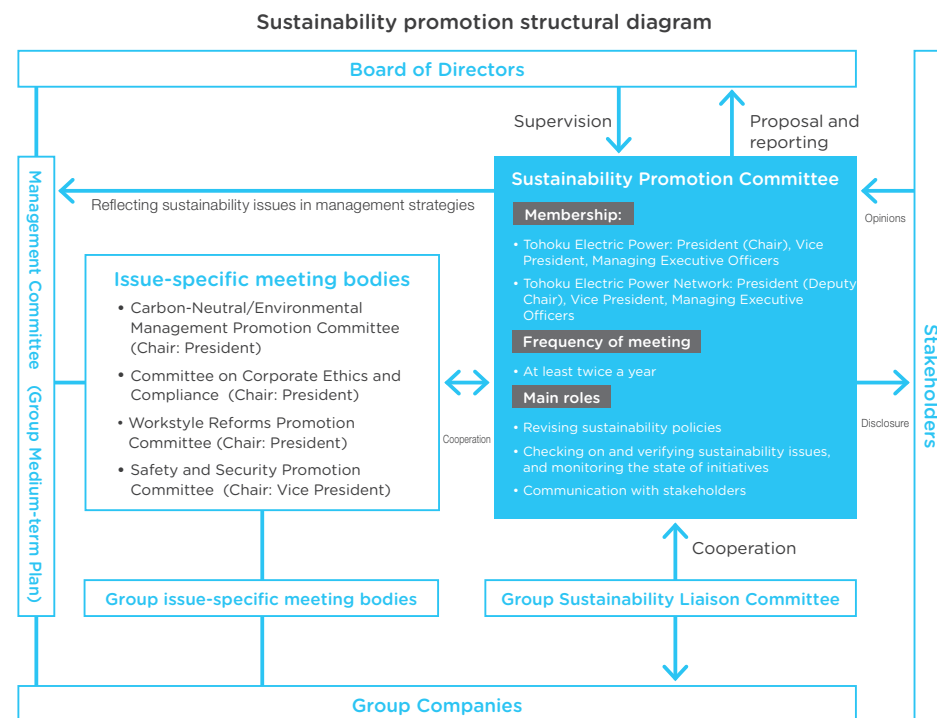 Sustainability promotion structural diagram
Board of Directors
Supervision
Proposal and
reporting
Management Committee (Group Medium-term Plan)
Reflecting sustainability issues in management strategies
Sustainability Promotion Committee
Membership:
• Tohoku Electric Power: President (Chair), Vice
President, Managing Executive Officers
• Tohoku Electric Power Network: President (Deputy
Chair), Vice President, Managing Executive
Officers
Frequency of meeting
• At least twice a year
Main roles
• Revising sustainability policies
• Checking on and verifying sustainability issues,
and monitoring the state of initiatives
• Communication with stakeholders
Opinions
Disclosure
Stakeholders
Issue-specific meeting bodies
• Carbon-Neutral/Environmental
Management Promotion Committee
(Chair: President)
• Committee on Corporate Ethics and
Compliance (Chair: President)
• Workstyle Reforms Promotion
Committee (Chair: President)
• Safety and Security Promotion
Committee (Chair: Vice President)
Cooperation
Cooperation
Group issue-specific meeting bodies
Group Sustainability Liaison Committee
Group Companies